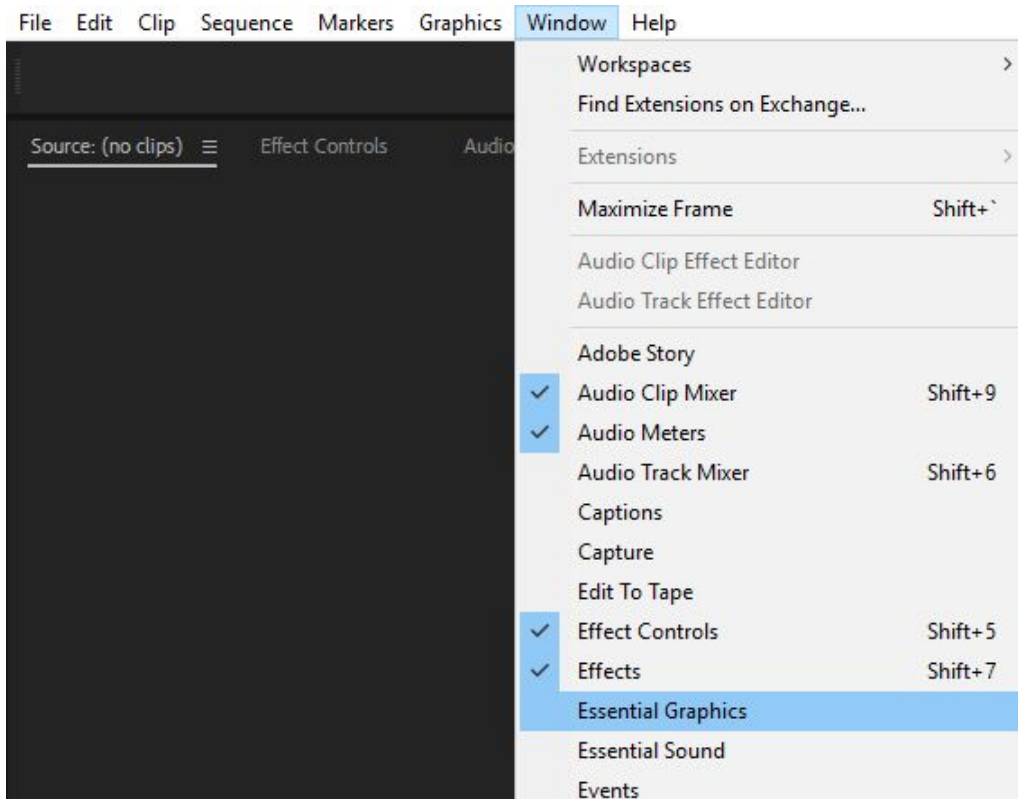 File Edit Clip Sequence Markers Graphics Window Help
Workspaces
Find Extensions on Exchange...
Source: (no clips) Effect Controls Audio
Extensions
Maximize Frame Shift+`
Audio Clip Effect Editor
Audio Track Effect Editor
Adobe Story
Audio Clip Mixer Shift+9
Audio Meters
Audio Track Mixer Shift+6
Captions
Capture
Edit To Tape
Effect Controls Shift+5
Effects Shift+7
Essential Graphics
Essential Sound
Events